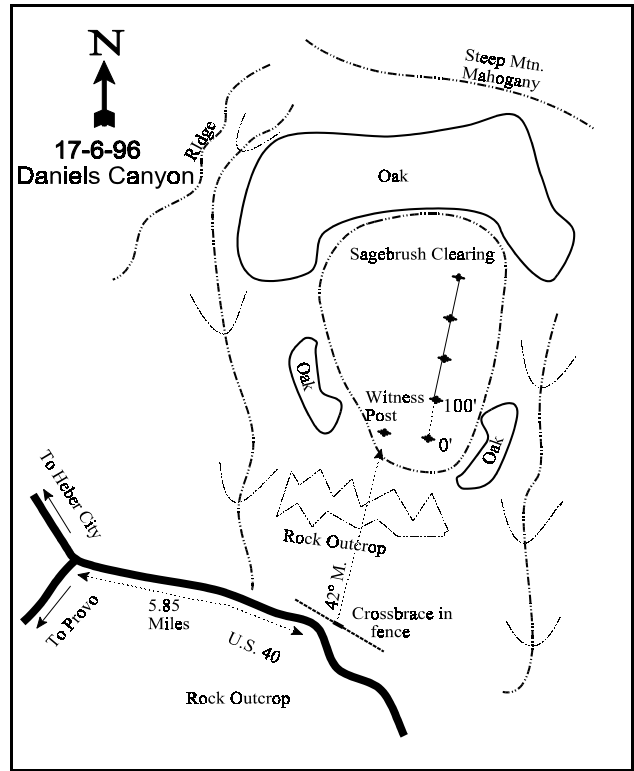 N
17-6-96
Daniels Canyon
Ridge
Steep Mtn.
Mahogany
Oak
Sagebrush Clearing
Oak
Witness
Post
100'
0'
Oak
To Heber City
Rock Outcrop
42° M.
5.85
Miles
To Provo
U.S. 40
Crossbrace in
fence
Rock Outcrop